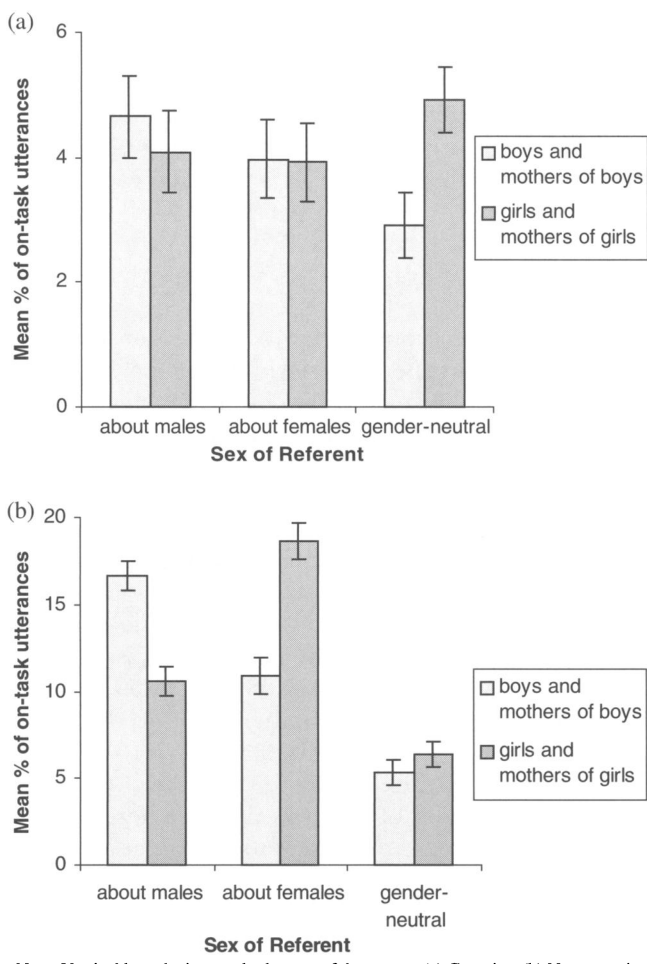 (a)
6
4
2
0
Mean % of on-task utterances
about males about females gender-neutral
Sex of Referent
boys and
mothers of boys
girls and
mothers of girls
(b)
20
15
10
5
0
Mean % of on-task utterances
about males about females gender-
neutral
Sex of Referent
boys and
mothers of boys
girls and
mothers of girls